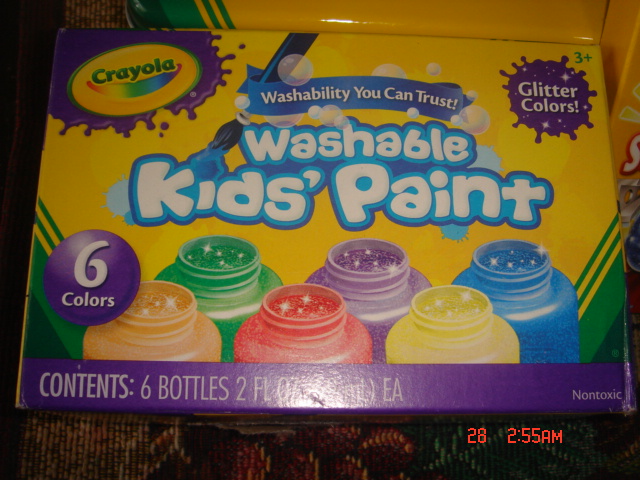 Crayola
3+
Washability You Can Trust!
Glitter
Colors!
Washable
Kids' Paint
6
Colors
CONTENTS: 6 BOTTLES 2 FL EA
Nontoxic
28 2:55AM